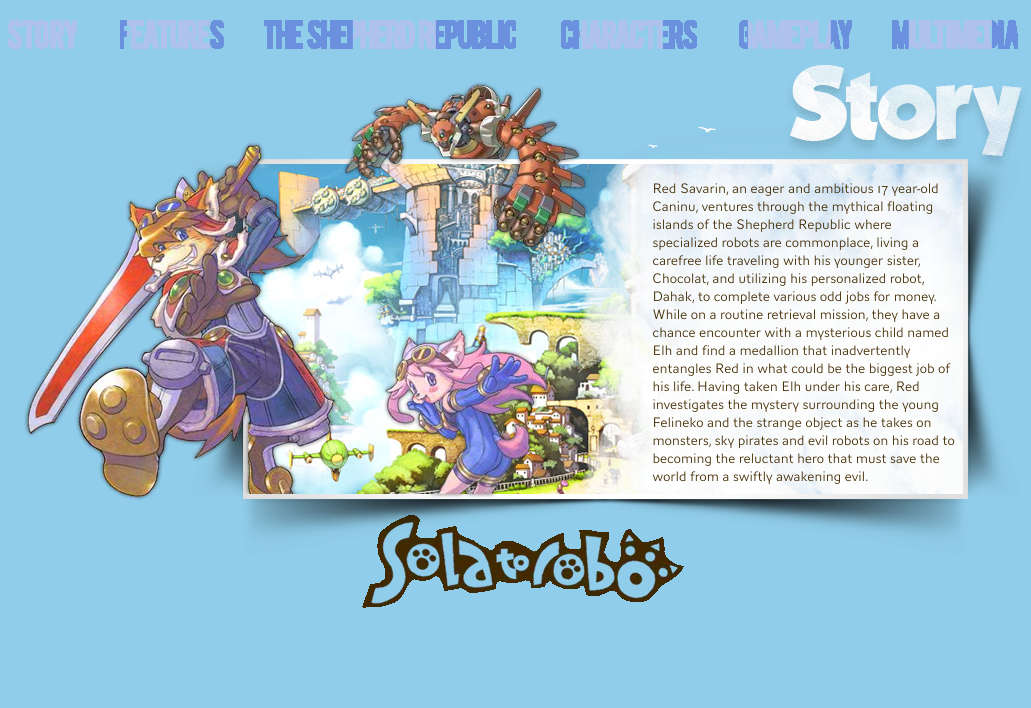 STORY FEATURES THE SHEPHERD REPUBLIC CHARACTERS GAMEPLAY MULTIMEDIA
Story
Red Savarin, an eager and ambitious 17 year-old
Caninu, ventures through the mythical floating
islands of the Shepherd Republic where
specialized robots are commonplace, living a
carefree life traveling with his younger sister,
Chocolat, and utilizing his personalized robot,
Dahak, to complete various odd jobs for money.
While on a routine retrieval mission, they have a
chance encounter with a mysterious child named
Elh and find a medallion that inadvertently
entangles Red in what could be the biggest job of
his life. Having taken Elh under his care, Red
investigates the mystery surrounding the young
Felineko and the strange object as he takes on
monsters, sky pirates and evil robots on his road to
becoming the reluctant hero that must save the
world from a swiftly awakening evil.
Solatorobo